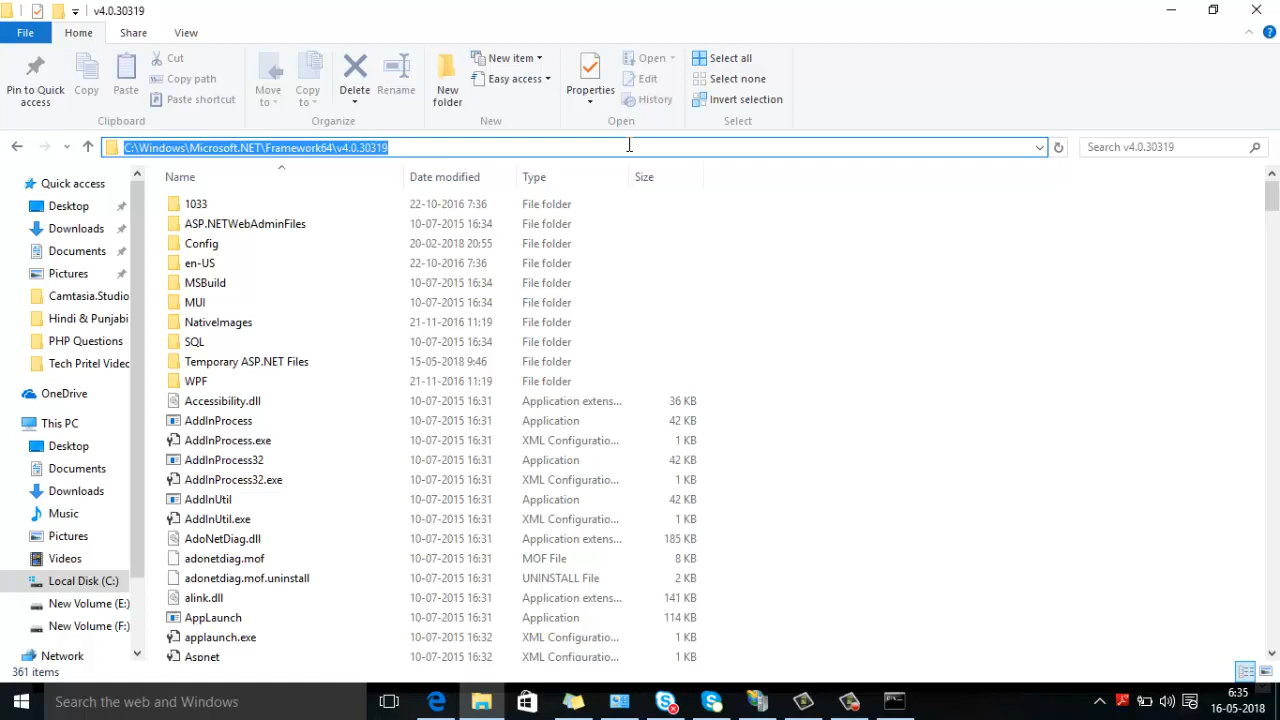 v4.0.30319
File Home Share View
Pin to Quick access
Copy
Paste
Cut
Copy path
Paste shortcut
Clipboard
Move to
Copy to
Delete
Rename
Organize
New folder
New item
Easy access
New
Properties
Open
Edit
History
Open
Select all
Select none
Invert selection
Select
C:\Windows\Microsoft.NET\Framework64\v4.0.30319
Search v4.0.30319
Quick access
Desktop
Downloads
Documents
Pictures
Camtasia.Studio
Hindi & Punjabi
PHP Questions
Tech Pritel Videc
OneDrive
This PC
Desktop
Documents
Downloads
Music
Pictures
Videos
Local Disk (C:)
New Volume (E:)
New Volume (F:)
Network
Name Date modified Type Size
1033 22-10-2016 7:36 File folder
ASP.NETWebAdminFiles 10-07-2015 16:34 File folder
Config 20-02-2018 20:55 File folder
en-US 22-10-2016 7:36 File folder
MSBuild 10-07-2015 16:34 File folder
MUI 10-07-2015 16:34 File folder
NativeImages 21-11-2016 11:19 File folder
SQL 10-07-2015 16:34 File folder
Temporary ASP.NET Files 15-05-2018 9:46 File folder
WPF 21-11-2016 11:19 File folder
Accessibility.dll 10-07-2015 16:31 Application extens... 36 KB
AddInProcess 10-07-2015 16:31 Application 42 KB
AddInProcess.exe 10-07-2015 16:31 XML Configuratio... 1 KB
AddInProcess32 10-07-2015 16:31 Application 42 KB
AddInProcess32.exe 10-07-2015 16:31 XML Configuratio... 1 KB
AddInUtil 10-07-2015 16:31 Application 42 KB
AddInUtil.exe 10-07-2015 16:31 XML Configuratio... 1 KB
AdoNetDiag.dll 10-07-2015 16:31 Application extens... 185 KB
adonetdiag.mof 10-07-2015 16:31 MOF File 8 KB
adonetdiag.mof.uninstall 10-07-2015 16:31 UNINSTALL File 2 KB
alink.dll 10-07-2015 16:31 Application extens... 141 KB
AppLaunch 10-07-2015 16:31 Application 114 KB
applaunch.exe 10-07-2015 16:32 XML Configuratio... 1 KB
Aspnet 10-07-2015 16:32 XML Configuratio... 1 KB
361 items
Search the web and Windows
6:35
16-05-2018